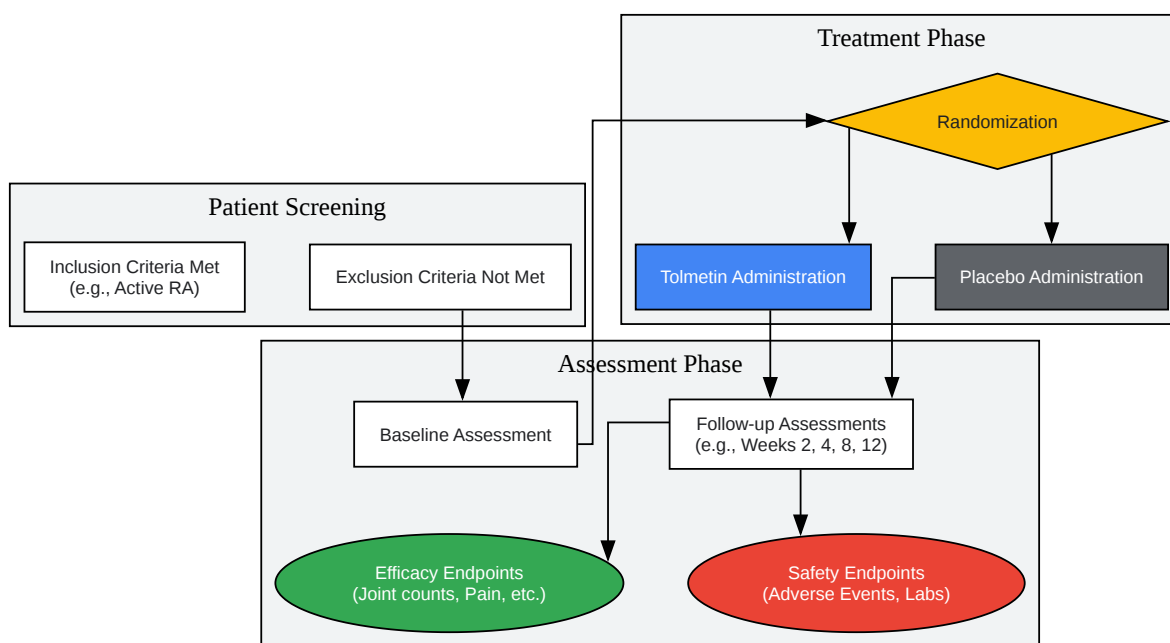 Treatment Phase
Randomization
Patient Screening
Inclusion Criteria Met
(e.g., Active RA)
Exclusion Criteria Not Met
Tolmetin Administration
Placebo Administration
Assessment Phase
Baseline Assessment
Follow-up Assessments
(e.g., Weeks 2, 4, 8, 12)
Efficacy Endpoints
(Joint counts, Pain, etc.)
Safety Endpoints
(Adverse Events, Labs)